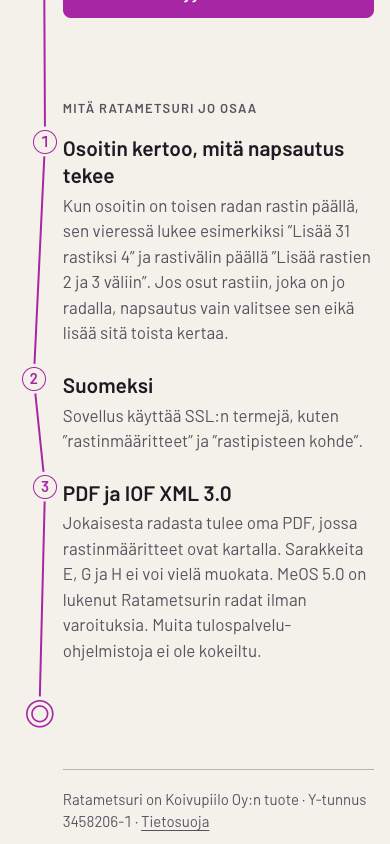 MITÄ RATAMETSURI JO OSAA
1
Osoitin kertoo, mitä napsautus
tekee
Kun osoitin on toisen radan rastin päällä,
sen vieressä lukee esimerkiksi ”Lisää 31
rastiksi 4” ja rastivälin päällä ”Lisää rastien
2 ja 3 väliin”. Jos osut rastiin, joka on jo
radalla, napsautus vain valitsee sen eikä
lisää sitä toista kertaa.
2
Suomeksi
Sovellus käyttää SSL:n termejä, kuten
”rastinmääritteet” ja ”rastipisteen kohde”.
3
PDF ja IOF XML 3.0
Jokaisesta radasta tulee oma PDF, jossa
rastinmääritteet ovat kartalla. Sarakkeita
E, G ja H ei voi vielä muokata. MeOS 5.0 on
lukenut Ratametsurin radat ilman
varoituksia. Muita tulospalvelu-
ohjelmistoja ei ole kokeiltu.
Ratametsuri on Koivupiilo Oy:n tuote · Y-tunnus
3458206-1 · Tietosuoja